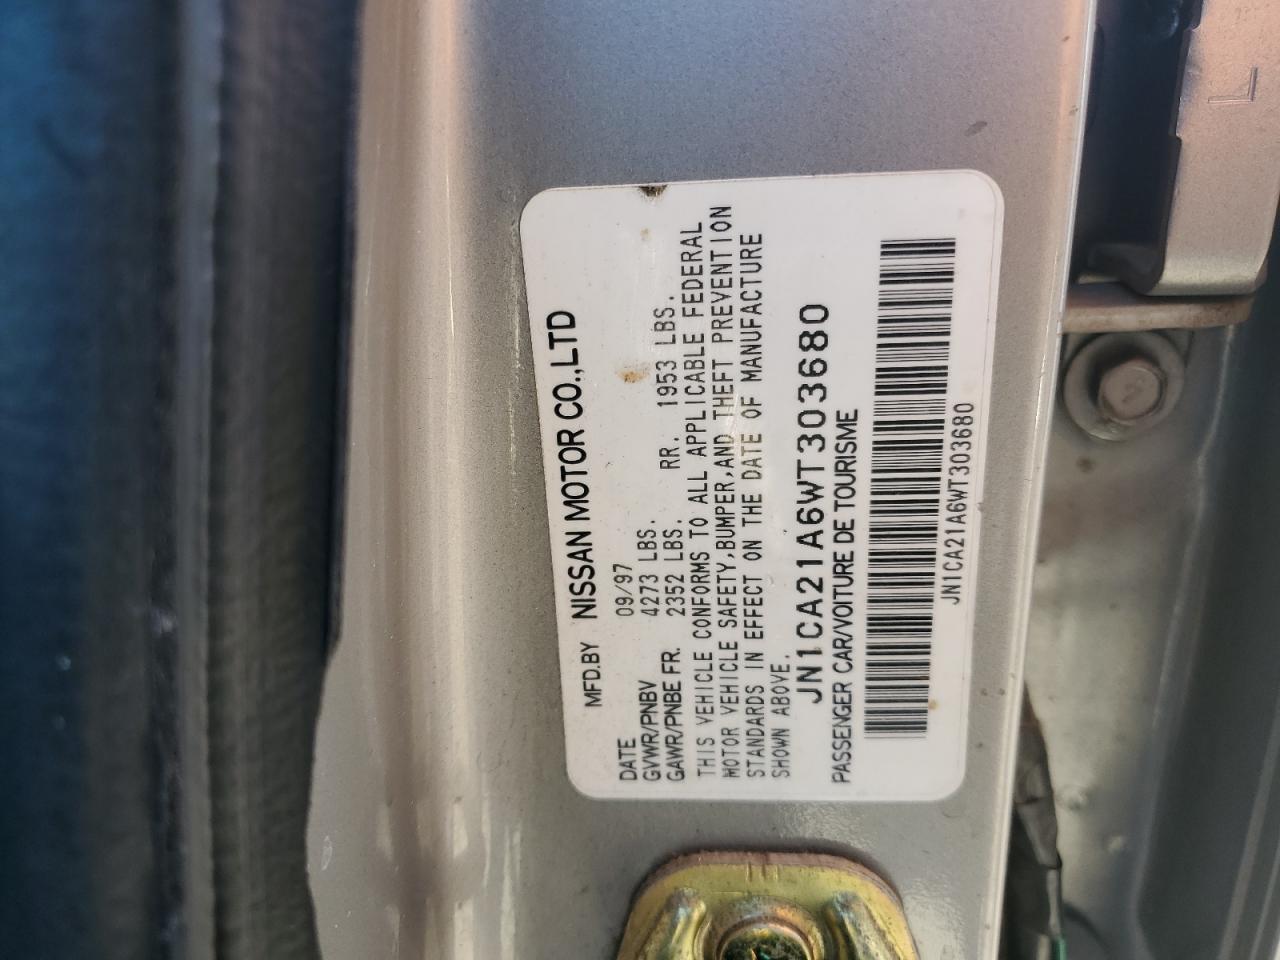 MFD.BY NISSAN MOTOR CO.,LTD
DATE 09/97
GVWR/PNBV 4273 LBS.
GAWR/PNBE FR. 2352 LBS. RR. 1953 LBS.
THIS VEHICLE CONFORMS TO ALL APPLICABLE FEDERAL
MOTOR VEHICLE SAFETY,BUMPER,AND THEFT PREVENTION
STANDARDS IN EFFECT ON THE DATE OF MANUFACTURE
SHOWN ABOVE.
JN1CA21A6WT303680
PASSENGER CAR/VOITURE DE TOURISME
JN1CA21A6WT303680
L